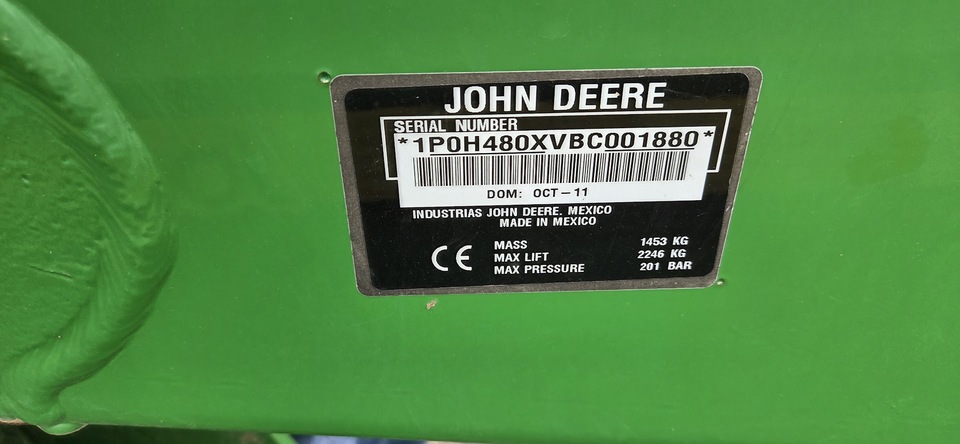 JOHN DEERE
SERIAL NUMBER
*1P0H480XVBC001880*
DOM: OCT-11
INDUSTRIAS JOHN DEERE. MEXICO
MADE IN MEXICO
CE
MASS 1453 KG
MAX LIFT 2246 KG
MAX PRESSURE 201 BAR